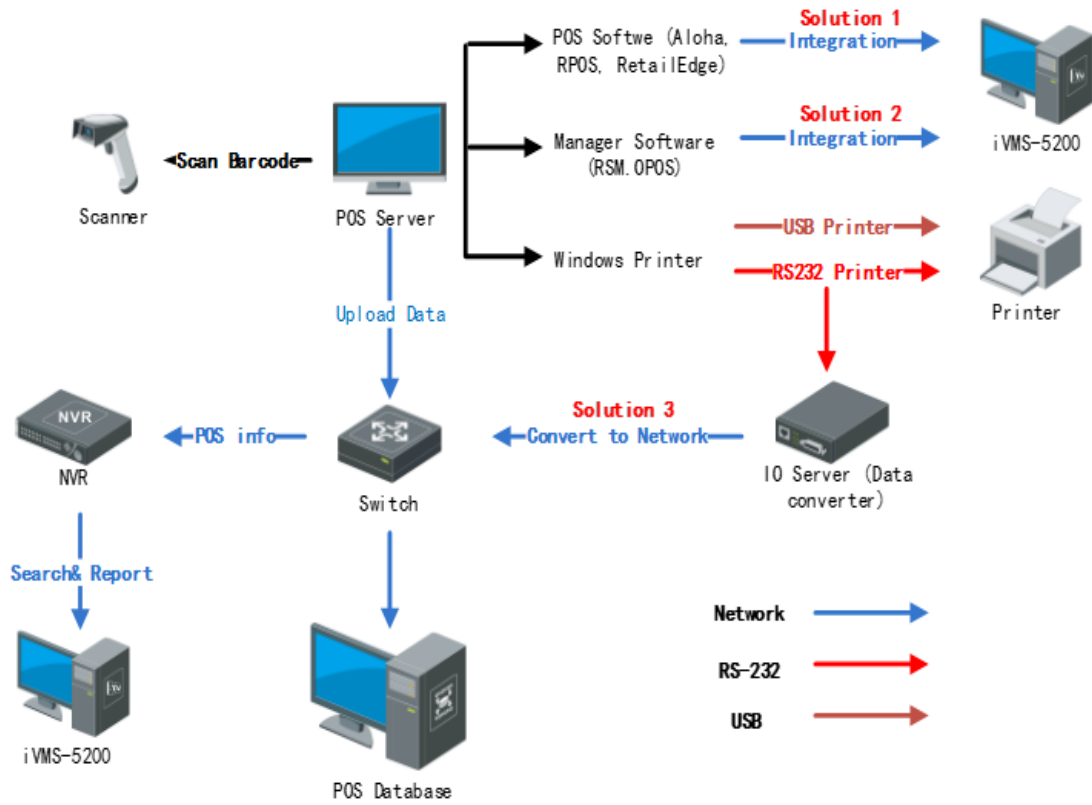 Solution 1
POS Softwe (Aloha,
RPOS, RetailEdge)
Integration
iVMS-5200
Scan Barcode
Scanner
POS Server
Solution 2
Manager Software
(RSM.OPOS)
Integration
USB Printer
Windows Printer
RS232 Printer
Printer
Upload Data
NVR
NVR
POS info
Switch
Solution 3
Convert to Network
IO Server (Data
converter)
Search& Report
iVMS-5200
POS Database
Network
RS-232
USB